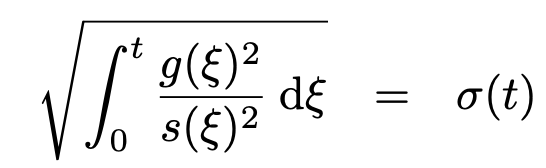 √(∫₀ᵗ g(ξ)²/s(ξ)² dξ) = σ(t)